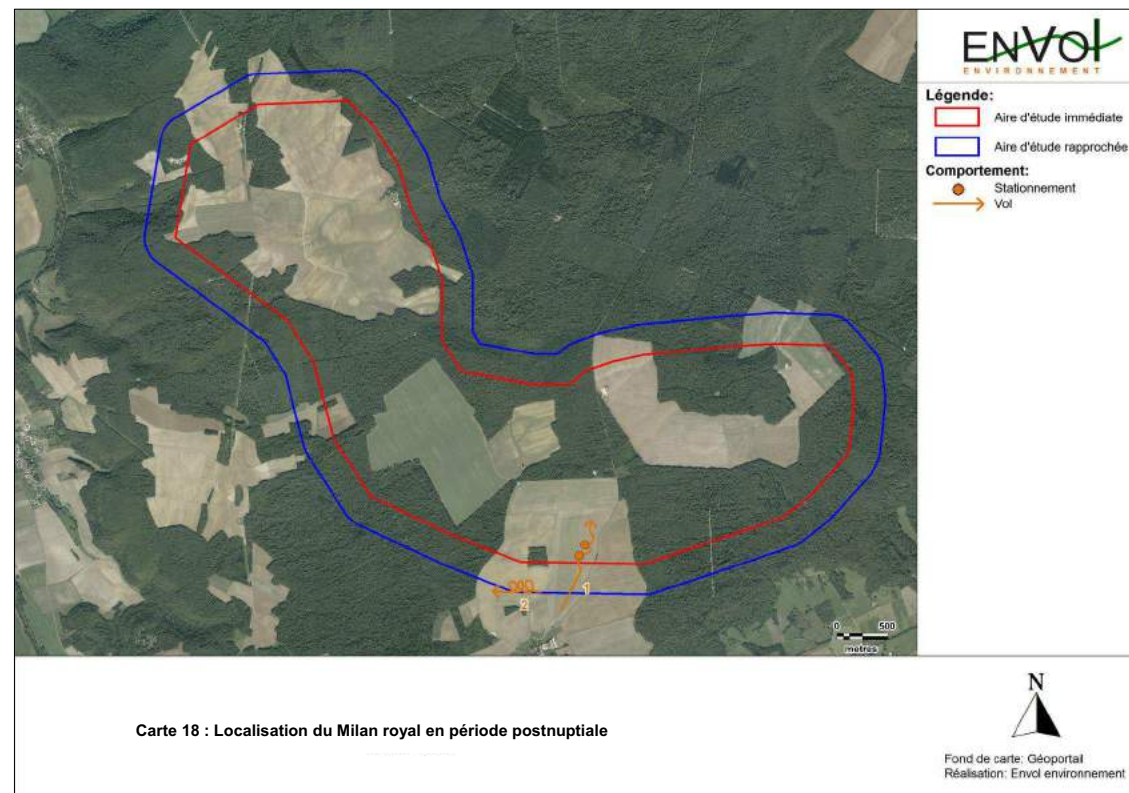 ENVOl
ENVIRONNEMENT
Légende:
Aire d'étude immédiate
Aire d'étude rapprochée
Comportement:
Stationnement
Vol
1
2
0 500
metres
Carte 18 : Localisation du Milan royal en période postnuptiale
N
Fond de carte: Géoportail
Réalisation: Envol environnement